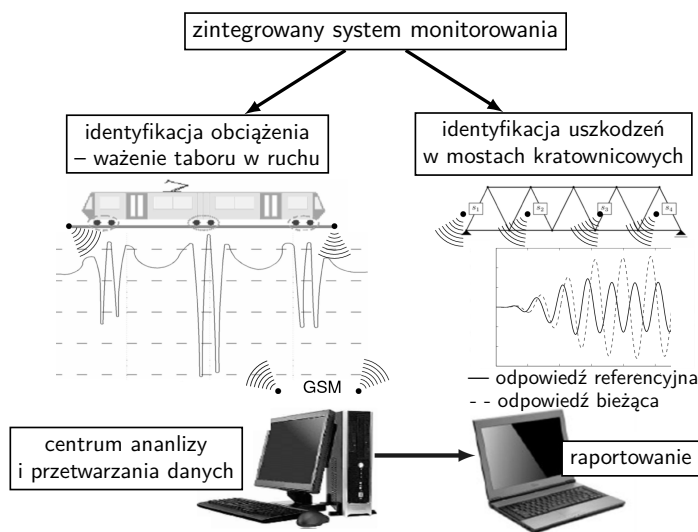 zintegrowany system monitorowania
identyfikacja obciążenia
– ważenie taboru w ruchu
identyfikacja uszkodzeń
w mostach kratownicowych
s1
s2
s3
s4
GSM
— odpowiedź referencyjna
- - odpowiedź bieżąca
centrum ananlizy
i przetwarzania danych
raportowanie